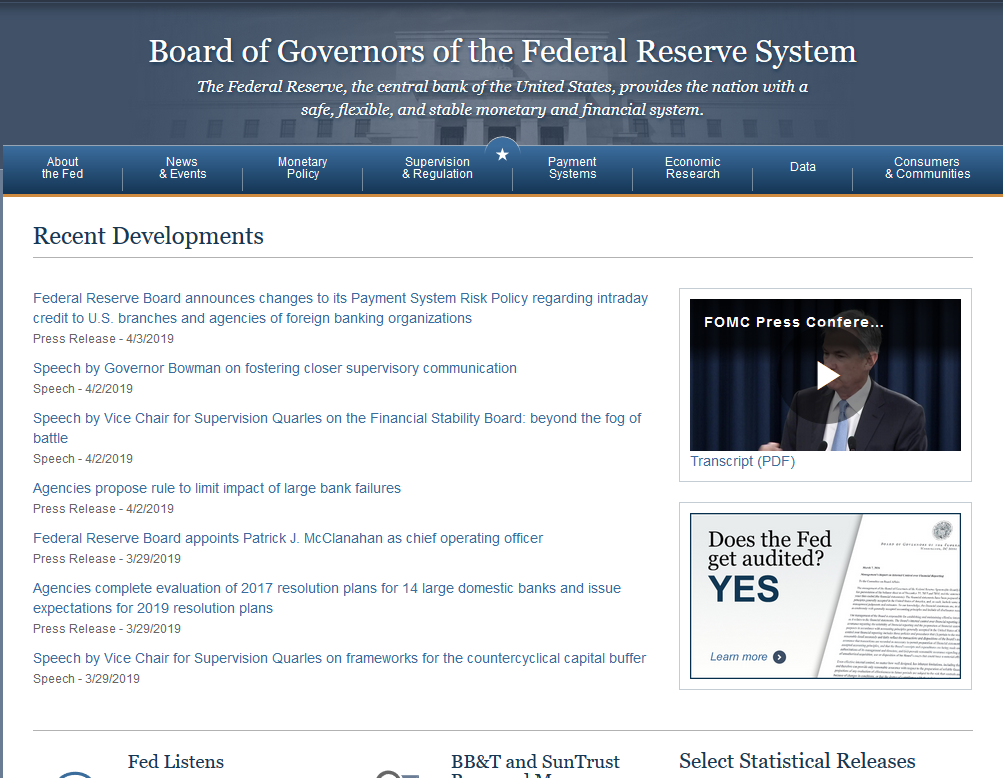 Board of Governors of the Federal Reserve System
The Federal Reserve, the central bank of the United States, provides the nation with a
safe, flexible, and stable monetary and financial system.
About
the Fed
News
& Events
Monetary
Policy
Supervision
& Regulation
Payment
Systems
Economic
Research
Data
Consumers
& Communities
Recent Developments
Federal Reserve Board announces changes to its Payment System Risk Policy regarding intraday
credit to U.S. branches and agencies of foreign banking organizations
Press Release - 4/3/2019
Speech by Governor Bowman on fostering closer supervisory communication
Speech - 4/2/2019
Speech by Vice Chair for Supervision Quarles on the Financial Stability Board: beyond the fog of
battle
Speech - 4/2/2019
Agencies propose rule to limit impact of large bank failures
Press Release - 4/2/2019
Federal Reserve Board appoints Patrick J. McClanahan as chief operating officer
Press Release - 3/29/2019
Agencies complete evaluation of 2017 resolution plans for 14 large domestic banks and issue
expectations for 2019 resolution plans
Press Release - 3/29/2019
Speech by Vice Chair for Supervision Quarles on frameworks for the countercyclical capital buffer
Speech - 3/29/2019
FOMC Press Confere...
Transcript (PDF)
Does the Fed
get audited?
YES
Learn more
Fed Listens
BB&T and SunTrust
Select Statistical Releases